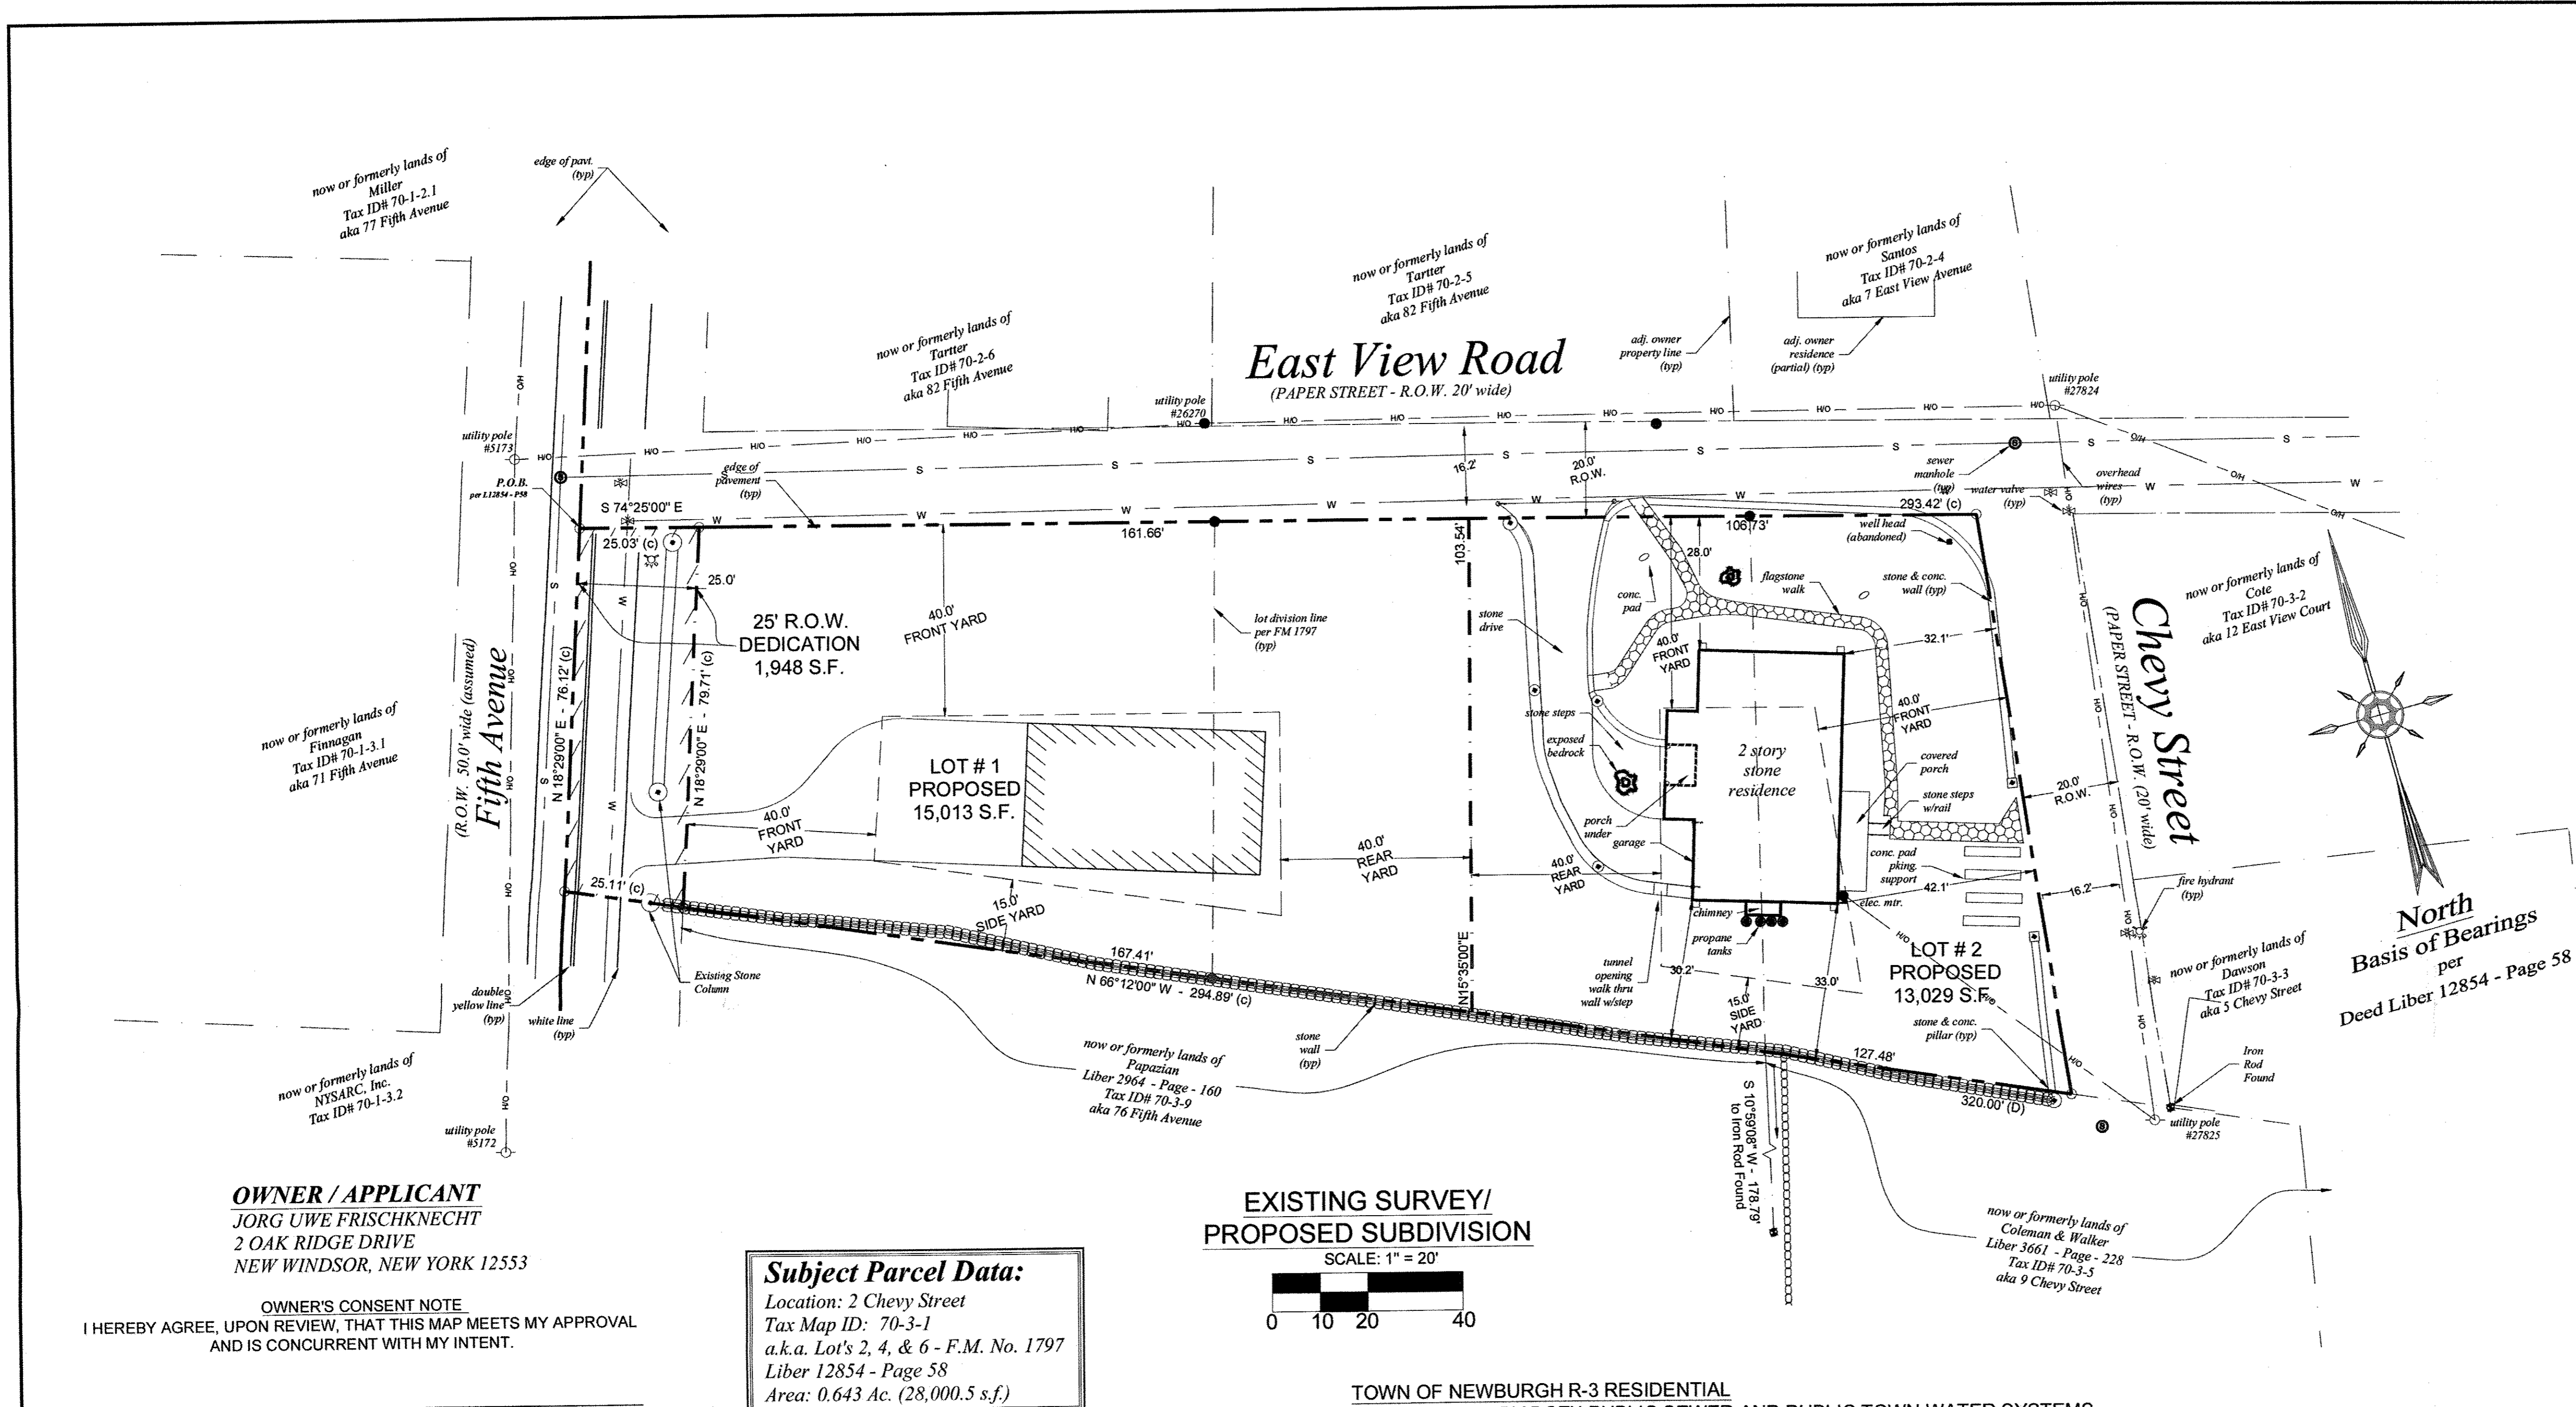 now or formerly lands of
Miller
Tax ID# 70-1-2.1
aka 77 Fifth Avenue
edge of pavt.
(typ)
now or formerly lands of
Tartter
Tax ID# 70-2-6
aka 82 Fifth Avenue
now or formerly lands of
Tartter
Tax ID# 70-2-5
aka 82 Fifth Avenue
now or formerly lands of
Santos
Tax ID# 70-2-4
aka 7 East View Avenue
East View Road
(PAPER STREET - R.O.W. 20' wide)
adj. owner
property line
(typ)
adj. owner
residence
(partial) (typ)
utility pole
#26270
utility pole
#27824
utility pole
#5173
P.O.B.
per L12854 - P58
edge of
pavement
(typ)
16.2'
20.0'
R.O.W.
sewer
manhole
(typ)
water valve
(typ)
overhead
wires
(typ)
S 74°25'00" E
25.03' (c)
161.66'
106.73'
293.42' (c)
well head
(abandoned)
25.0'
25' R.O.W.
DEDICATION
1,948 S.F.
40.0'
FRONT YARD
lot division line
per FM 1797
(typ)
103.54'
stone
drive
conc.
pad
28.0'
flagstone
walk
stone & conc.
wall (typ)
40.0'
FRONT
YARD
32.1'
now or formerly lands of
Cote
Tax ID# 70-3-2
aka 12 East View Court
Chevy Street
(PAPER STREET - R.O.W. (20' wide)
Fifth Avenue
(R.O.W. 50.0' wide (assumed)
N 18°29'00" E - 76.12' (c)
N 18°29'00" E - 79.71' (c)
now or formerly lands of
Finnagan
Tax ID# 70-1-3.1
aka 71 Fifth Avenue
LOT # 1
PROPOSED
15,013 S.F.
40.0'
FRONT
YARD
stone steps
exposed
bedrock
2 story
stone
residence
40.0'
FRONT
YARD
covered
porch
stone steps
w/rail
20.0'
R.O.W.
porch
under
garage
40.0'
REAR
YARD
40.0'
REAR
YARD
conc. pad
pking.
support
42.1'
16.2'
fire hydrant
(typ)
elec. mtr.
chimney
propane
tanks
25.11' (c)
15.0'
SIDE YARD
167.41'
N 66°12'00" W - 294.89' (c)
N15°35'00"E
tunnel
opening
walk thru
wall w/step
30.2'
33.0'
15.0'
SIDE
YARD
LOT # 2
PROPOSED
13,029 S.F.
stone & conc.
pillar (typ)
127.48'
320.00' (D)
North
Basis of Bearings
per
Deed Liber 12854 - Page 58
now or formerly lands of
Dawson
Tax ID# 70-3-3
aka 5 Chevy Street
Iron
Rod
Found
utility pole
#27825
Existing Stone
Column
double
yellow line
(typ)
white line
(typ)
stone
wall
(typ)
now or formerly lands of
Papazian
Liber 2964 - Page - 160
Tax ID# 70-3-9
aka 76 Fifth Avenue
S 10°59'08" W - 178.79'
to Iron Rod Found
now or formerly lands of
NYSARC, Inc.
Tax ID# 70-1-3.2
utility pole
#5172
now or formerly lands of
Coleman & Walker
Liber 3661 - Page - 228
Tax ID# 70-3-5
aka 9 Chevy Street
OWNER / APPLICANT
JORG UWE FRISCHKNECHT
2 OAK RIDGE DRIVE
NEW WINDSOR, NEW YORK 12553
OWNER'S CONSENT NOTE
I HEREBY AGREE, UPON REVIEW, THAT THIS MAP MEETS MY APPROVAL
AND IS CONCURRENT WITH MY INTENT.
Subject Parcel Data:
Location: 2 Chevy Street
Tax Map ID: 70-3-1
a.k.a. Lot's 2, 4, & 6 - F.M. No. 1797
Liber 12854 - Page 58
Area: 0.643 Ac. (28,000.5 s.f.)
EXISTING SURVEY/
PROPOSED SUBDIVISION
SCALE: 1" = 20'
0 10 20 40
TOWN OF NEWBURGH R-3 RESIDENTIAL
PUBLIC SEWER AND PUBLIC TOWN WATER SYSTEMS